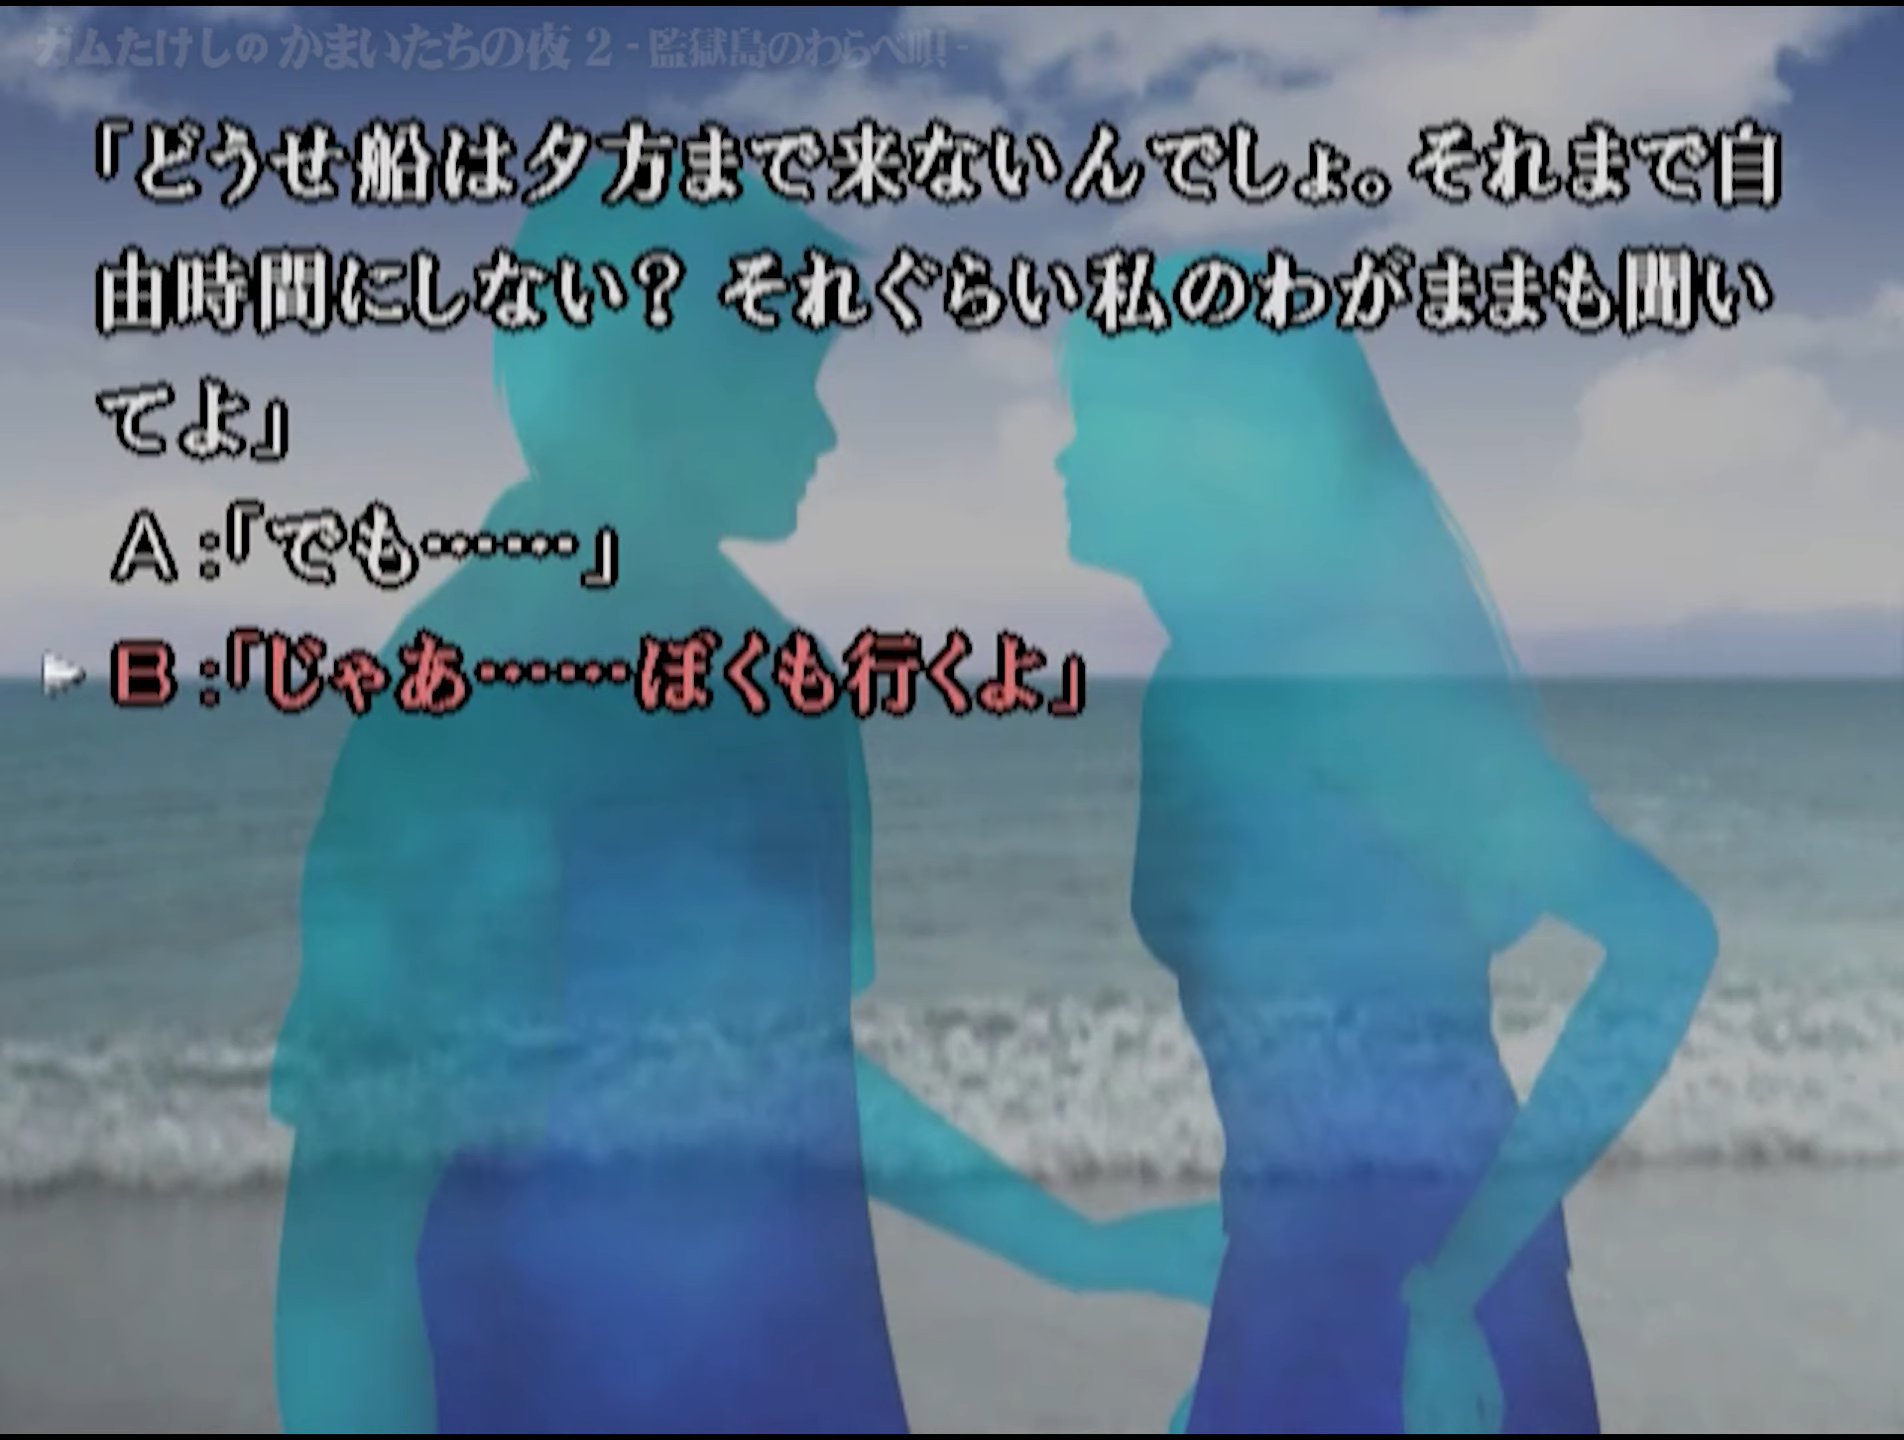 ガムたけしの かまいたちの夜 2 - 監獄島のわらべ唄 -
「どうせ船は夕方まで来ないんでしょ。それまで自
由時間にしない？ それぐらい私のわがままも聞い
てよ」
A：「でも……」
B：「じゃあ……ぼくも行くよ」